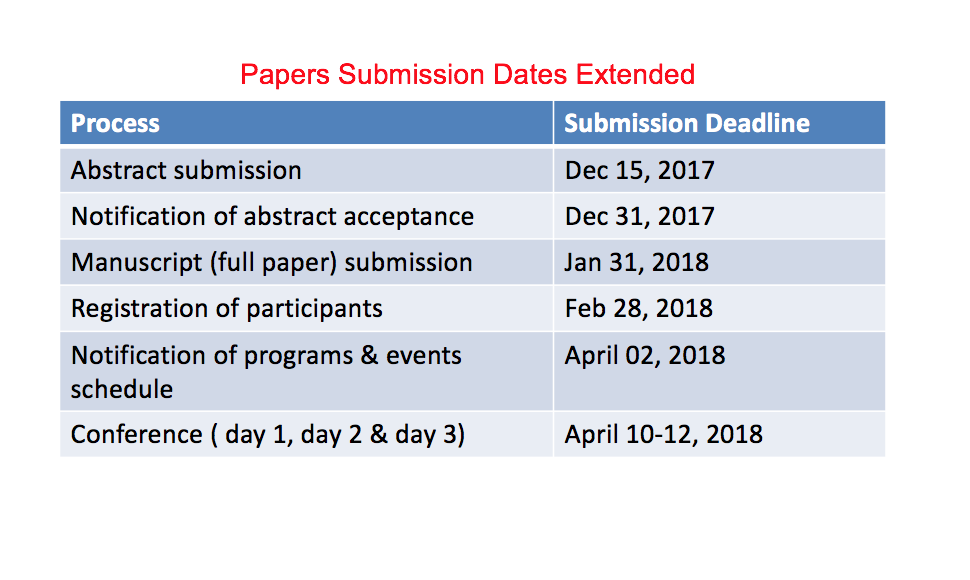 Papers Submission Dates Extended
Process Submission Deadline
Abstract submission Dec 15, 2017
Notification of abstract acceptance Dec 31, 2017
Manuscript (full paper) submission Jan 31, 2018
Registration of participants Feb 28, 2018
Notification of programs & events April 02, 2018
schedule
Conference ( day 1, day 2 & day 3) April 10-12, 2018